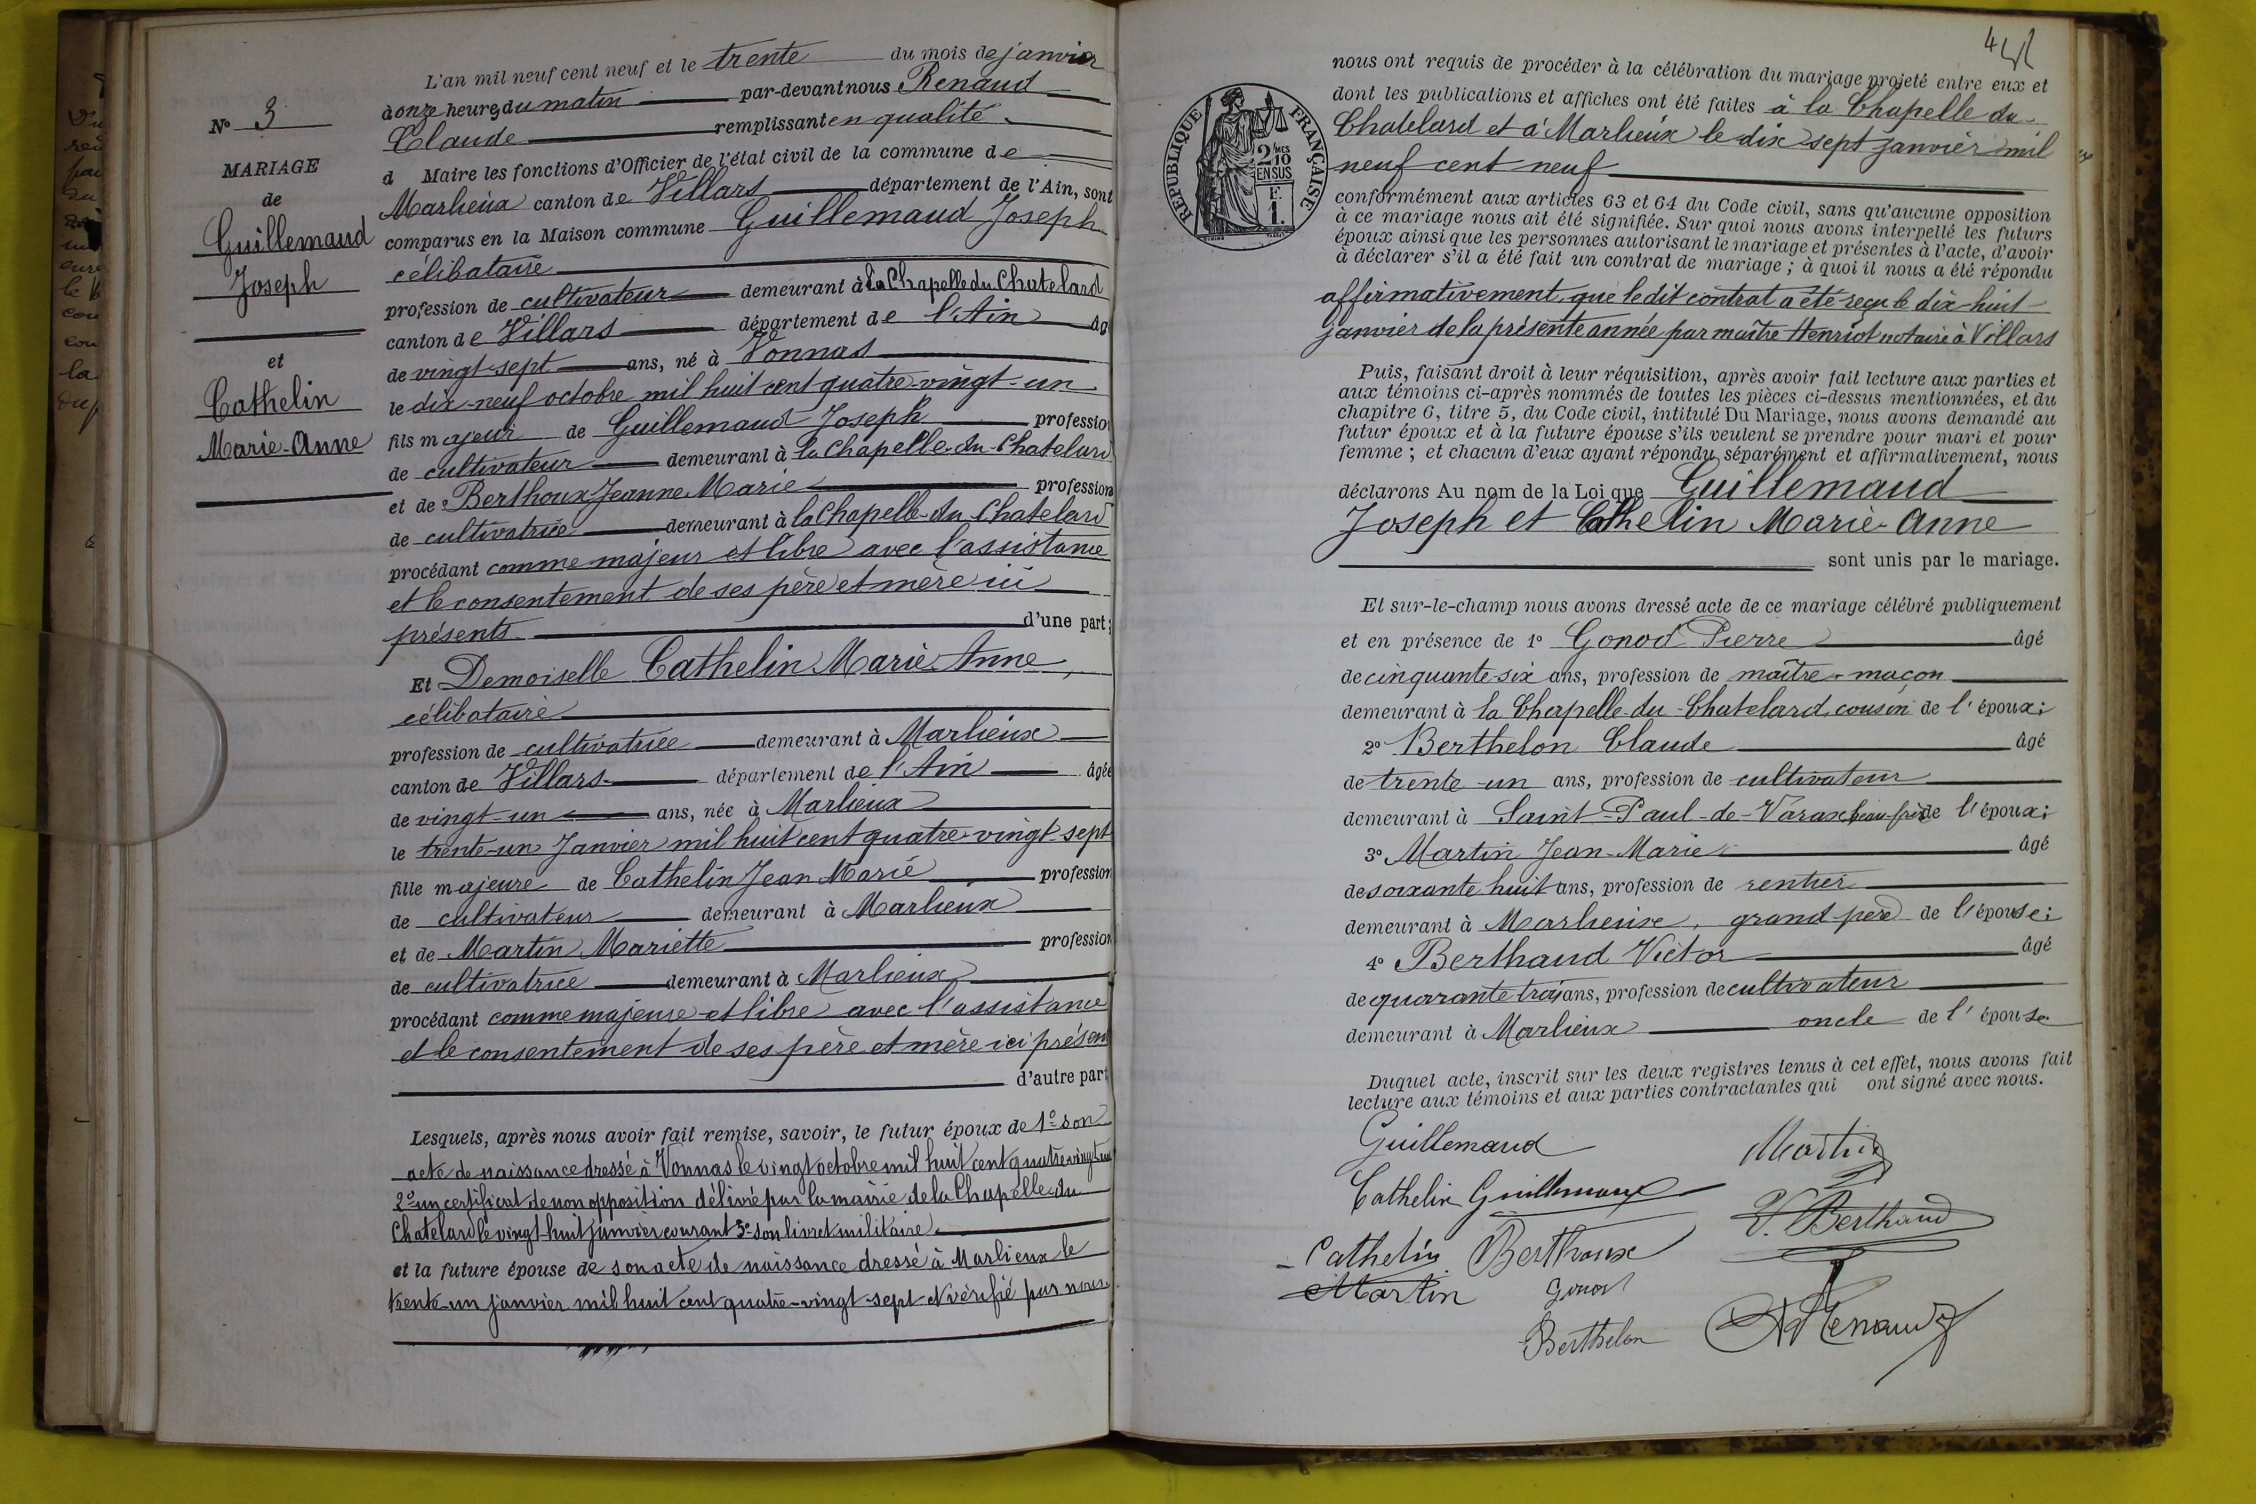 N° 3
MARIAGE
de
Guillemaud
Joseph
et
Cathelin
Marie-Anne
L'an mil neuf cent neuf et le trente du mois de janvier
à onze heures du matin par-devant nous Renaud
Claude remplissant en qualité
d Maire les fonctions d'Officier de l'état civil de la commune de
Marlieux canton de Villars département de l'Ain, sont
comparus en la Maison commune Guillemaud Joseph
célibataire
profession de cultivateur demeurant à La Chapelle du Chatelard
canton de Villars département de l'Ain âg
de vingt-sept ans, né à Vonnas
le dix-neuf octobre mil huit cent quatre-vingt-un
fils majeur de Guillemaud Joseph profession
de cultivateur demeurant à la Chapelle-du-Chatelard
et de Berthoux Jeanne Marie profession
de cultivatrice demeurant à la Chapelle-du-Chatelard
procédant comme majeur et libre avec l'assistance
et le consentement de ses père et mère ici
présents d'une part;
Et Demoiselle Cathelin Marie Anne,
célibataire
profession de cultivatrice demeurant à Marlieux
canton de Villars département de l'Ain âgée
de vingt-un ans, née à Marlieux
le trente-un Janvier mil huit cent quatre-vingt-sept
fille majeure de Cathelin Jean Marie profession
de cultivateur demeurant à Marlieux
et de Martin Mariette profession
de cultivatrice demeurant à Marlieux
procédant comme majeure et libre avec l'assistance
et le consentement de ses père et mère ici présent
d'autre part
Lesquels, après nous avoir fait remise, savoir, le futur époux de 1° son
acte de naissance dressé à Vonnas le vingt octobre mil huit cent quatre vingt un
2° un certificat de non opposition délivré par la mairie de la Chapelle-du
Chatelard le vingt-huit janvier courant 3° son livret militaire.
et la future épouse de son acte de naissance dressé à Marlieux le
trente-un janvier mil huit cent quatre-vingt-sept et vérifié par nous
4
REPUBLIQUE FRANÇAISE
2/10
EN SUS
E.
1.
nous ont requis de procéder à la célébration du mariage projeté entre eux et
dont les publications et affiches ont été faites à la Chapelle du
Chatelard et à Marlieux le dix-sept janvier mil
neuf cent neuf
conformément aux articles 63 et 64 du Code civil, sans qu'aucune opposition
à ce mariage nous ait été signifiée. Sur quoi nous avons interpellé les futurs
époux ainsi que les personnes autorisant le mariage et présentes à l'acte, d'avoir
à déclarer s'il a été fait un contrat de mariage ; à quoi il nous a été répondu
affirmativement, que ledit contrat a été reçu le dix-huit
janvier de la présente année par maître Henriot notaire à Villars
Puis, faisant droit à leur réquisition, après avoir fait lecture aux parties et
aux témoins ci-après nommés de toutes les pièces ci-dessus mentionnées, et du
chapitre 6, titre 5, du Code civil, intitulé Du Mariage, nous avons demandé au
futur époux et à la future épouse s'ils veulent se prendre pour mari et pour
femme ; et chacun d'eux ayant répondu séparément et affirmativement, nous
déclarons Au nom de la Loi que Guillemaud
Joseph et Cathelin Marie-Anne
sont unis par le mariage.
Et sur-le-champ nous avons dressé acte de ce mariage célébré publiquement
et en présence de 1° Gonod Pierre âgé
de cinquante-six ans, profession de maître-maçon
demeurant à la Chapelle-du-Chatelard, cousin de l'époux;
2° Berthelon Claude âgé
de trente-un ans, profession de cultivateur
demeurant à Saint-Paul-de-Varax beau-frère de l'époux;
3° Martin Jean-Marie âgé
de soixante huit ans, profession de rentier
demeurant à Marlieux, grand-père de l'épouse;
4° Berthaud Victor âgé
de quarante trois ans, profession de cultivateur
demeurant à Marlieux oncle de l'épouse
Duquel acte, inscrit sur les deux registres tenus à cet effet, nous avons fait
lecture aux témoins et aux parties contractantes qui ont signé avec nous.
Guillemaud Martin
Cathelin Guillemaud
V. Berthaud
Cathelin Berthoux
Martin Gonod
Berthelon Renaud